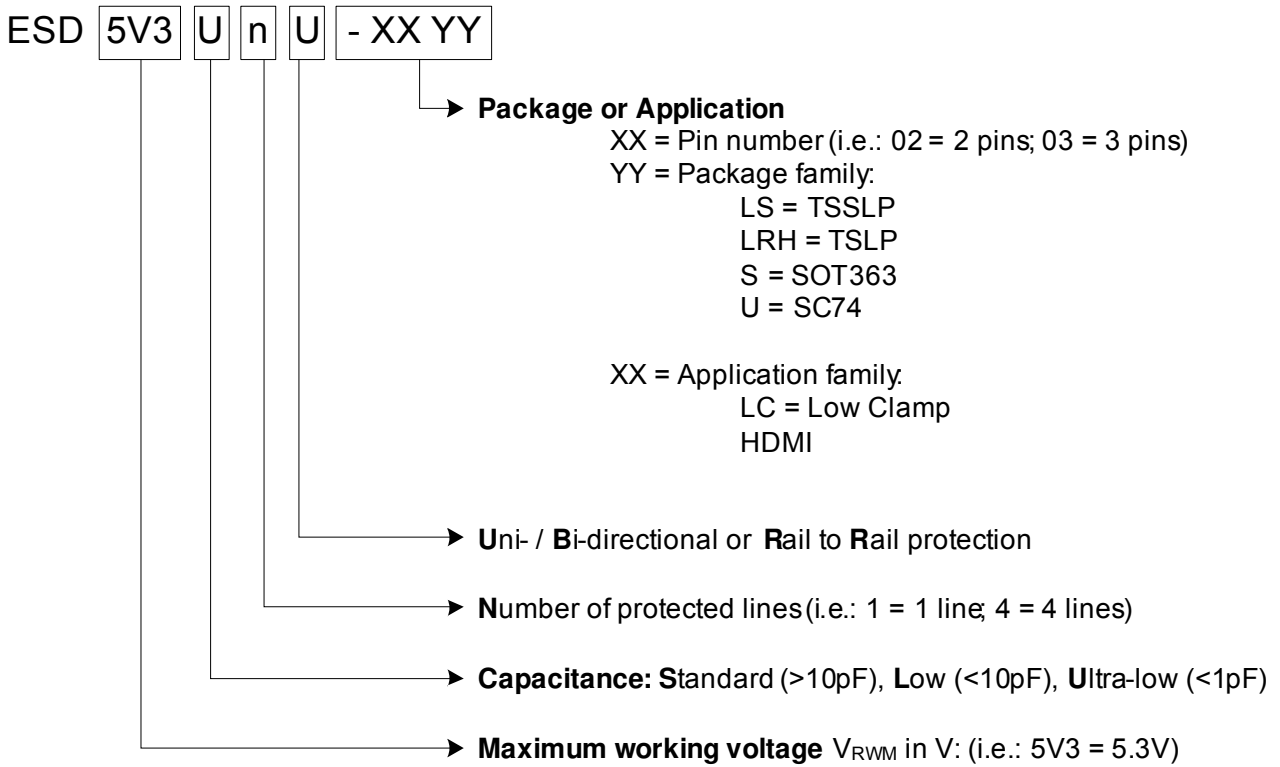 ESD 5V3 U n U - XX YY
Package or Application
XX = Pin number (i.e.: 02 = 2 pins; 03 = 3 pins)
YY = Package family:
LS = TSSLP
LRH = TSLP
S = SOT363
U = SC74
XX = Application family:
LC = Low Clamp
HDMI
Uni- / Bi-directional or Rail to Rail protection
Number of protected lines (i.e.: 1 = 1 line; 4 = 4 lines)
Capacitance: Standard (>10pF), Low (<10pF), Ultra-low (<1pF)
Maximum working voltage VRWM in V: (i.e.: 5V3 = 5.3V)